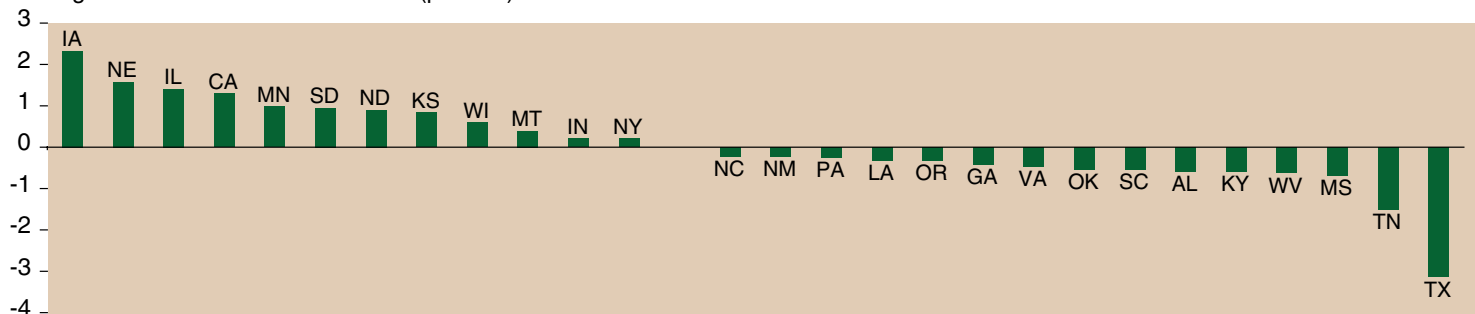 3
IA
2
NE
IL
CA
MN
SD
ND
KS
1
WI
MT
IN
NY
0
NC
NM
PA
LA
OR
GA
VA
OK
SC
AL
KY
WV
MS
-1
-2
TN
-3
TX
-4